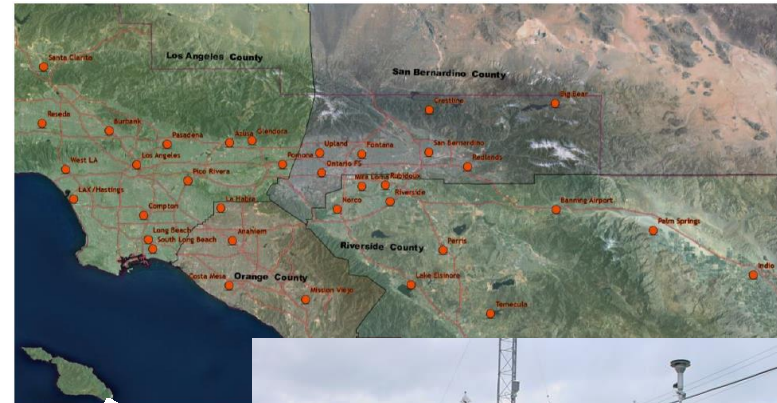 Santa Clarita
Los Angeles County
San Bernardino County
Reseda
Burbank
Pasadena
Azusa
Glendora
Crestline
Big Bear
West LA
Los Angeles
Pico Rivera
Pomona
Upland
Ontario FS
Fontana
San Bernardino
Redlands
Mira Loma
Rubidoux
LAX/Hastings
Compton
La Habra
Norco
Riverside
Banning Airport
Palm Springs
Long Beach
South Long Beach
Anaheim
Riverside County
Perris
Indio
Costa Mesa
Orange County
Mission Viejo
Lake Elsinore
Temecula